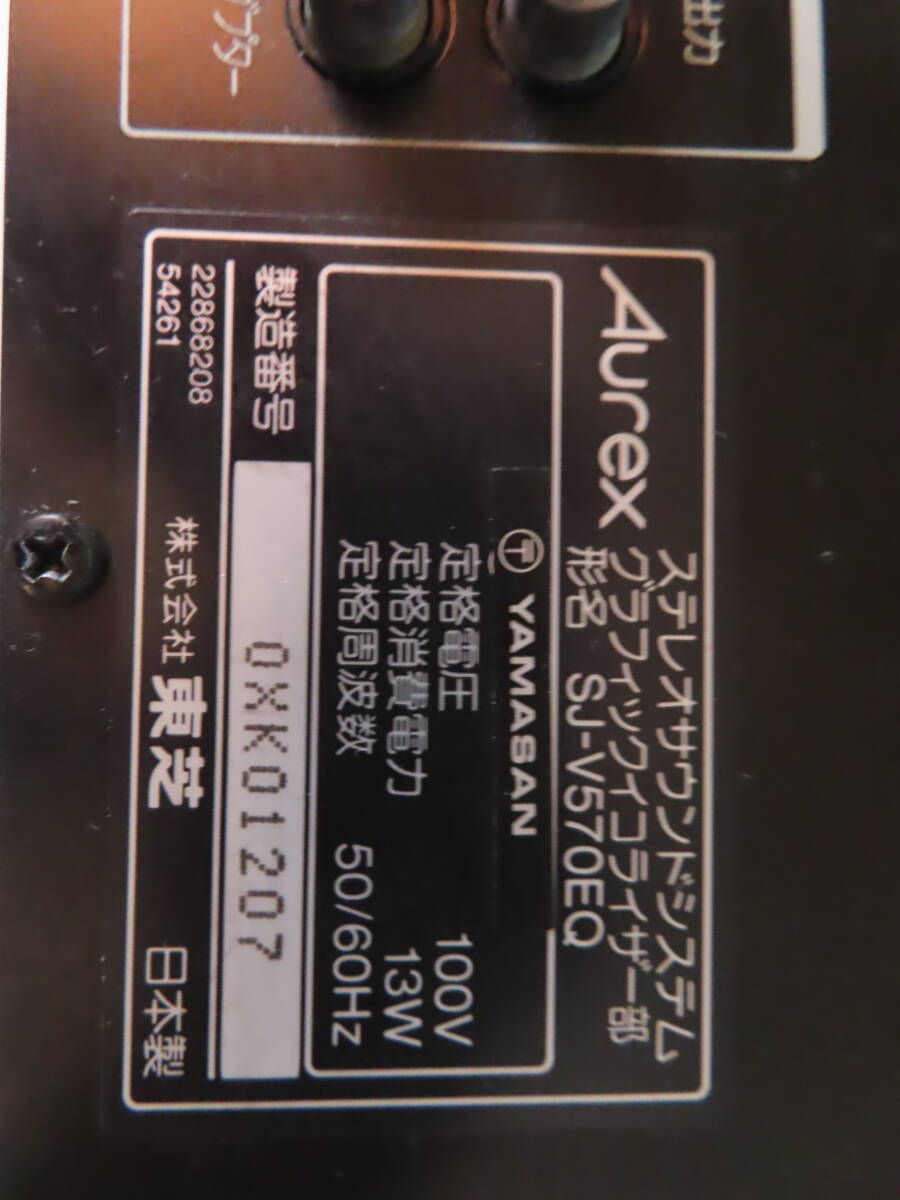 プター
出力
Aurex
ステレオサウンドシステム
グラフィックイコライザー部
形名 SJ-V570EQ
T YAMASAN
定格電圧 100V
定格消費電力 13W
定格周波数 50/60Hz
製造番号 0XK01207
22868208
54261
株式会社 東芝 日本製